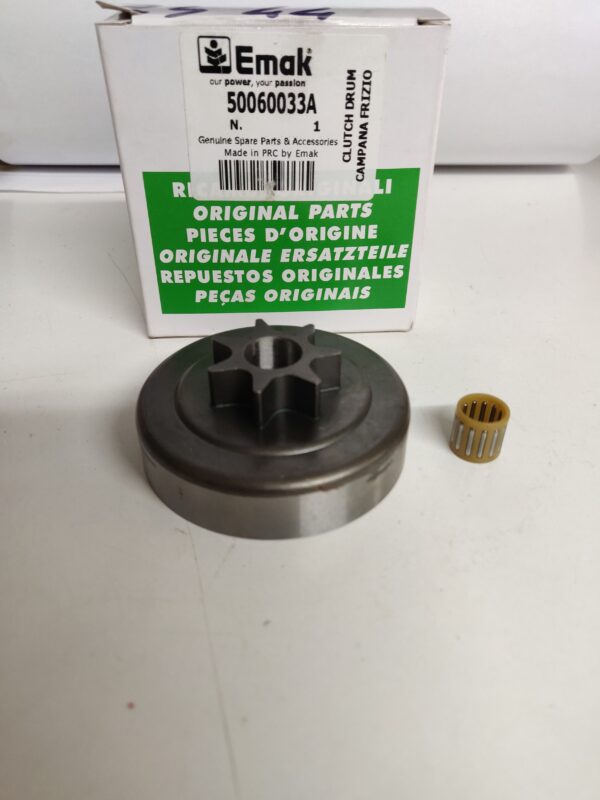 Emak
our power, your passion
50060033A
N. 1
Genuine Spare Parts & Accessories
Made in PRC by Emak
CLUTCH DRUM
CAMPANA FRIZIO
ORIGINAL PARTS
PIECES D'ORIGINE
ORIGINALE ERSATZTEILE
REPUESTOS ORIGINALES
PEÇAS ORIGINAIS